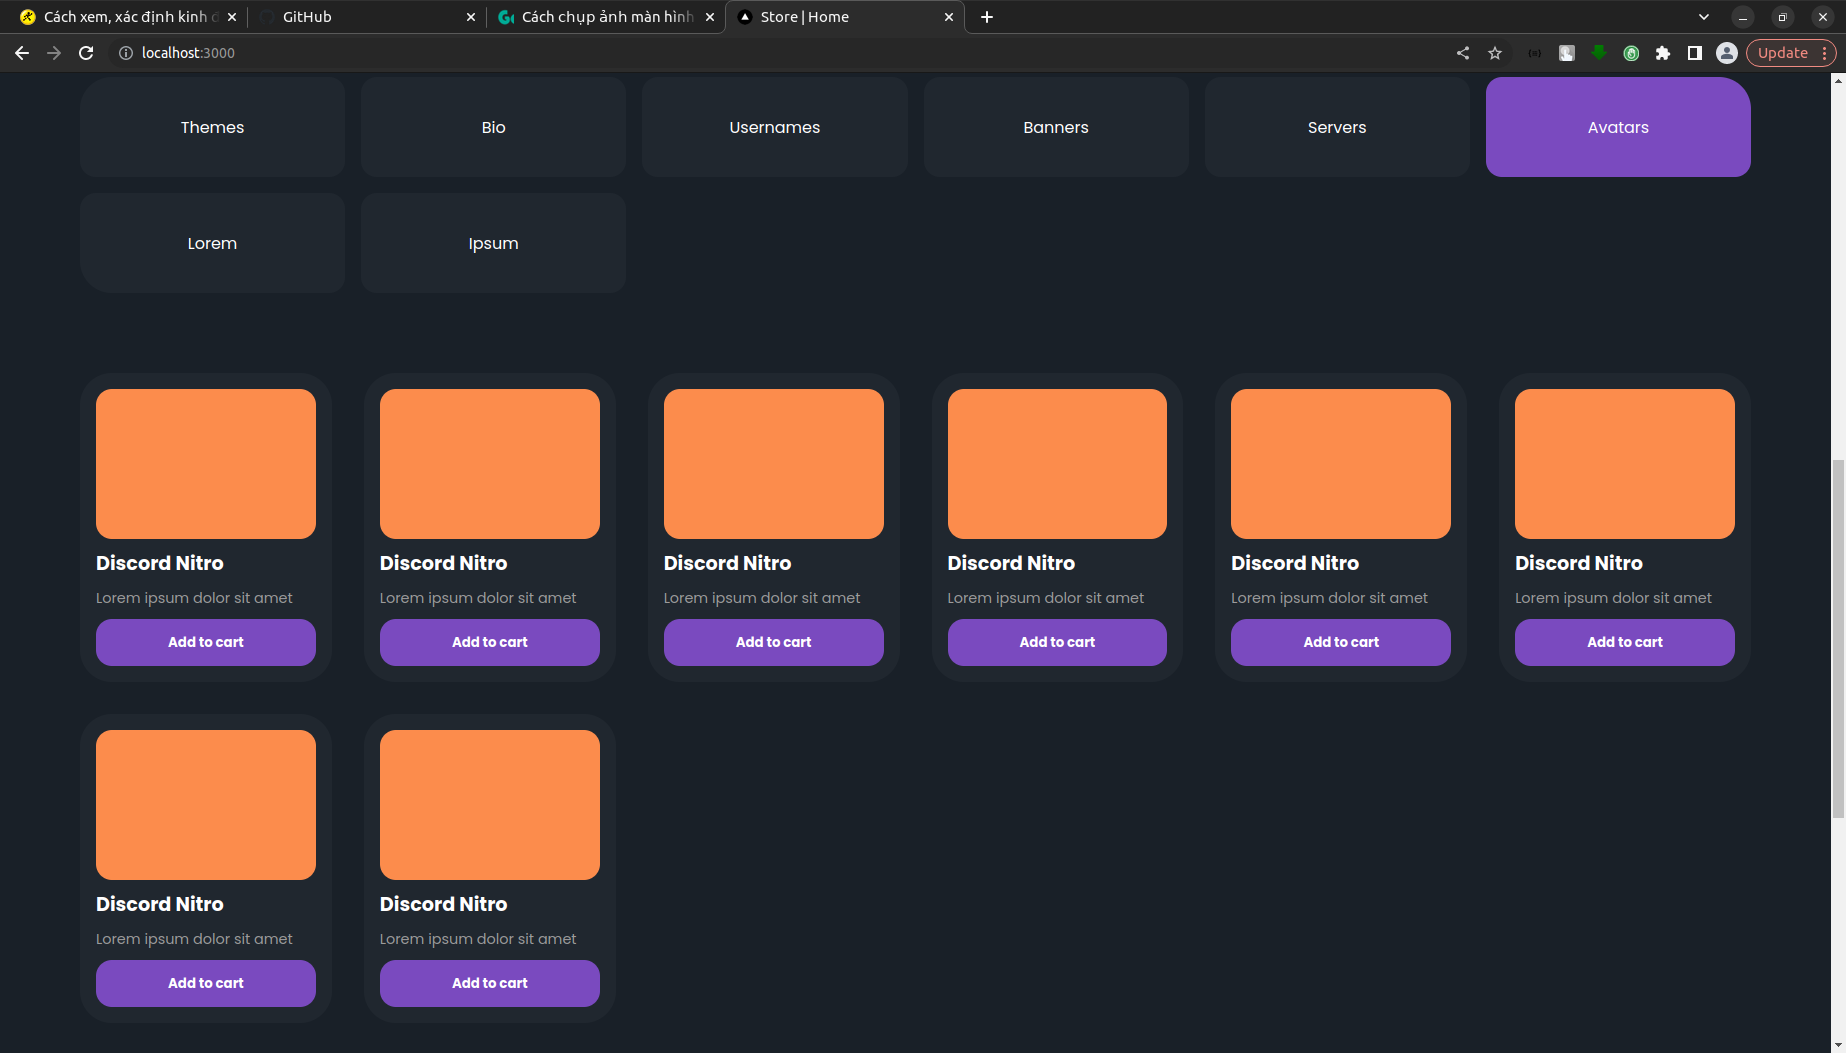 Cách xem, xác định kinh
GitHub
Cách chụp ảnh màn hình
Store | Home
localhost:3000
Update
Themes
Bio
Usernames
Banners
Servers
Avatars
Lorem
Ipsum
Discord Nitro
Discord Nitro
Discord Nitro
Discord Nitro
Discord Nitro
Discord Nitro
Lorem ipsum dolor sit amet
Lorem ipsum dolor sit amet
Lorem ipsum dolor sit amet
Lorem ipsum dolor sit amet
Lorem ipsum dolor sit amet
Lorem ipsum dolor sit amet
Add to cart
Add to cart
Add to cart
Add to cart
Add to cart
Add to cart
Discord Nitro
Discord Nitro
Lorem ipsum dolor sit amet
Lorem ipsum dolor sit amet
Add to cart
Add to cart